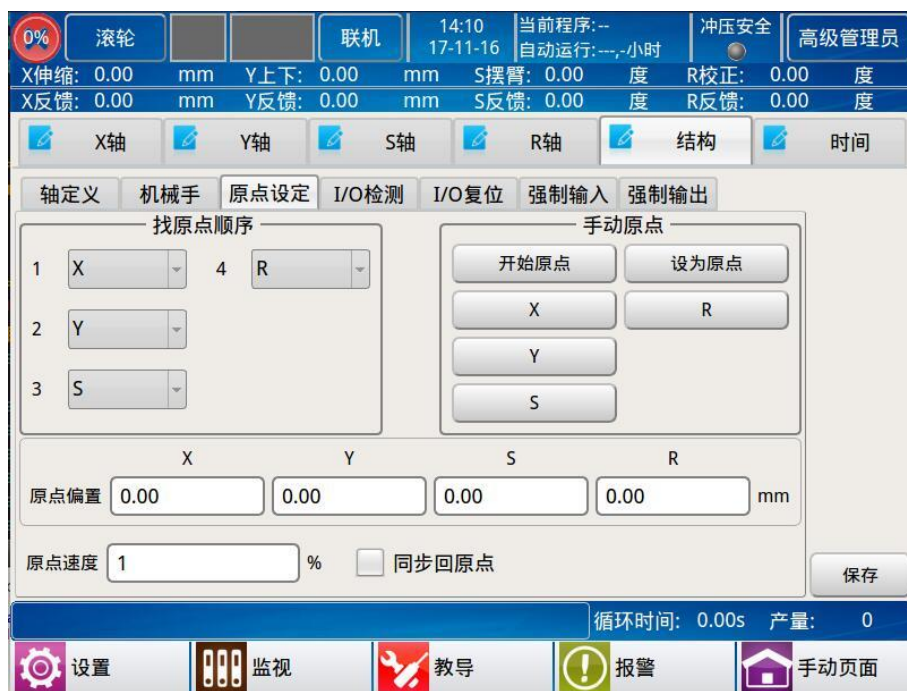 0% 滚轮 联机 14:10 当前程序:-- 冲压安全 高级管理员
17-11-16 自动运行:---,-小时
X伸缩: 0.00 mm Y上下: 0.00 mm S摆臂: 0.00 度 R校正: 0.00 度
X反馈: 0.00 mm Y反馈: 0.00 mm S反馈: 0.00 度 R反馈: 0.00 度
X轴 Y轴 S轴 R轴 结构 时间
轴定义 机械手 原点设定 I/O检测 I/O复位 强制输入 强制输出
找原点顺序 手动原点
1 X 4 R 开始原点 设为原点
X R
2 Y
Y
3 S
S
X Y S R
原点偏置 0.00 0.00 0.00 0.00 mm
原点速度 1 % 同步回原点
保存
循环时间: 0.00s 产量: 0
设置 监视 教导 报警 手动页面